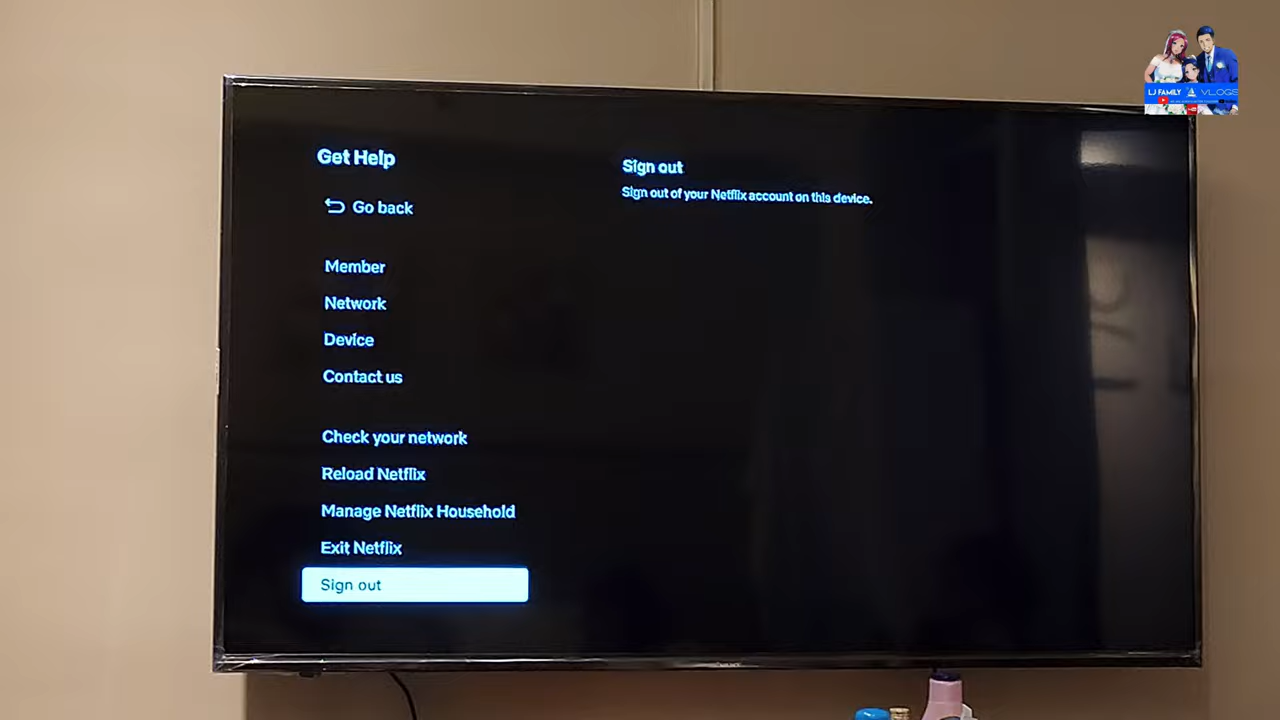 LJ FAMILY VLOGS
Get Help
Go back
Member
Network
Device
Contact us
Check your network
Reload Netflix
Manage Netflix Household
Exit Netflix
Sign out
Sign out
Sign out of your Netflix account on this device.